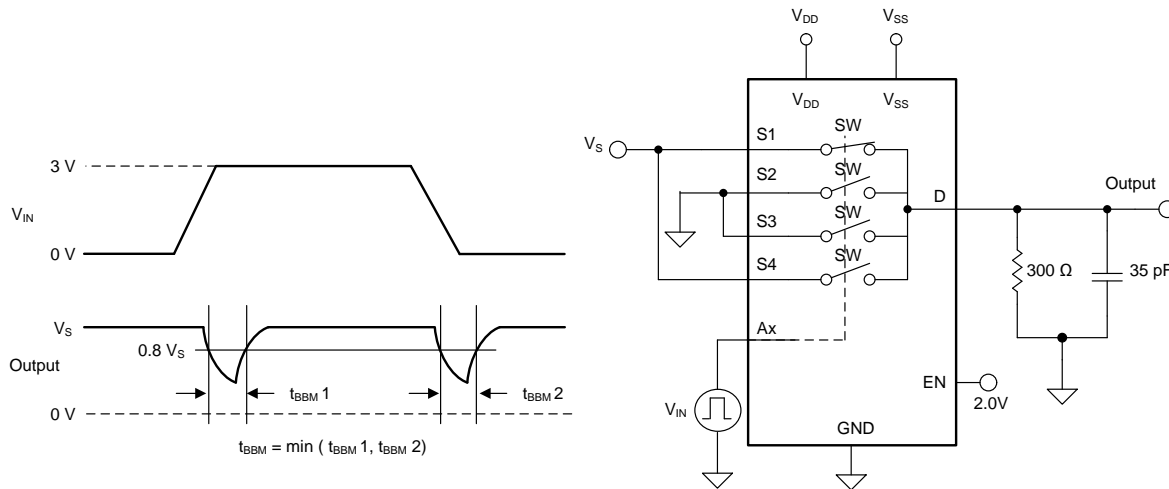 3 V
V_IN
0 V
V_S
0.8 V_S
Output
t_BBM 1
t_BBM 2
0 V
t_BBM = min ( t_BBM 1, t_BBM 2)
V_DD
V_SS
V_DD
V_SS
V_S
S1
SW
S2
SW
S3
SW
S4
SW
D
Output
300 Ω
35 pF
Ax
EN
2.0V
V_IN
GND